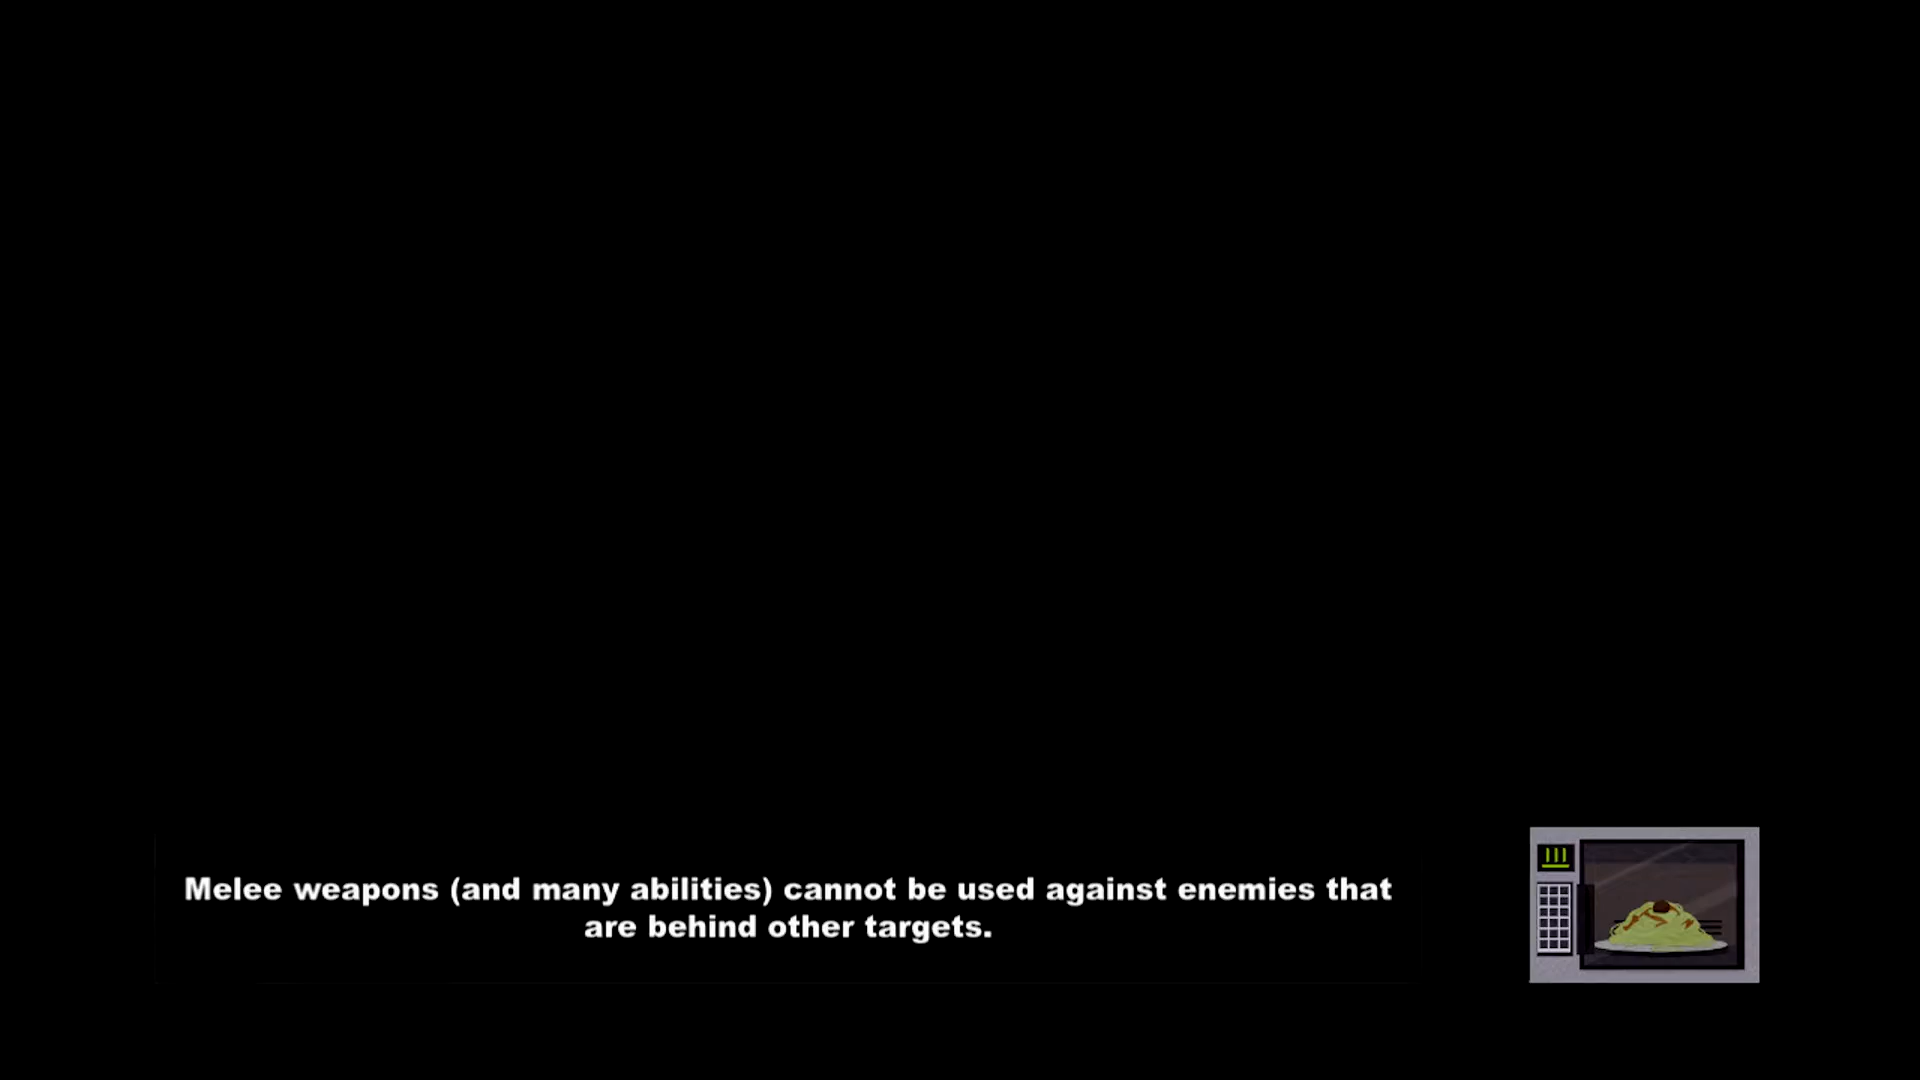 Melee weapons (and many abilities) cannot be used against enemies that
are behind other targets.